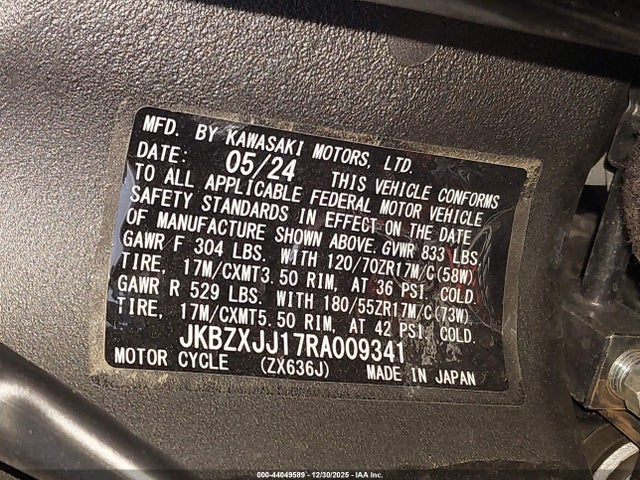 MFD. BY KAWASAKI MOTORS, LTD.
DATE: 05/24 THIS VEHICLE CONFORMS
TO ALL APPLICABLE FEDERAL MOTOR VEHICLE
SAFETY STANDARDS IN EFFECT ON THE DATE
OF MANUFACTURE SHOWN ABOVE. GVWR 833 LBS.
GAWR F 304 LBS. WITH 120/70ZR17M/C(58W)
TIRE, 17M/CXMT3.50 RIM, AT 36 PSI COLD.
GAWR R 529 LBS. WITH 180/55ZR17M/C(73W)
TIRE, 17M/CXMT5.50 RIM, AT 42 PSI COLD.
JKBZXJJ17RA009341
MOTOR CYCLE (ZX636J) MADE IN JAPAN
000-44049589 - 12/30/2025 - IAA Inc.